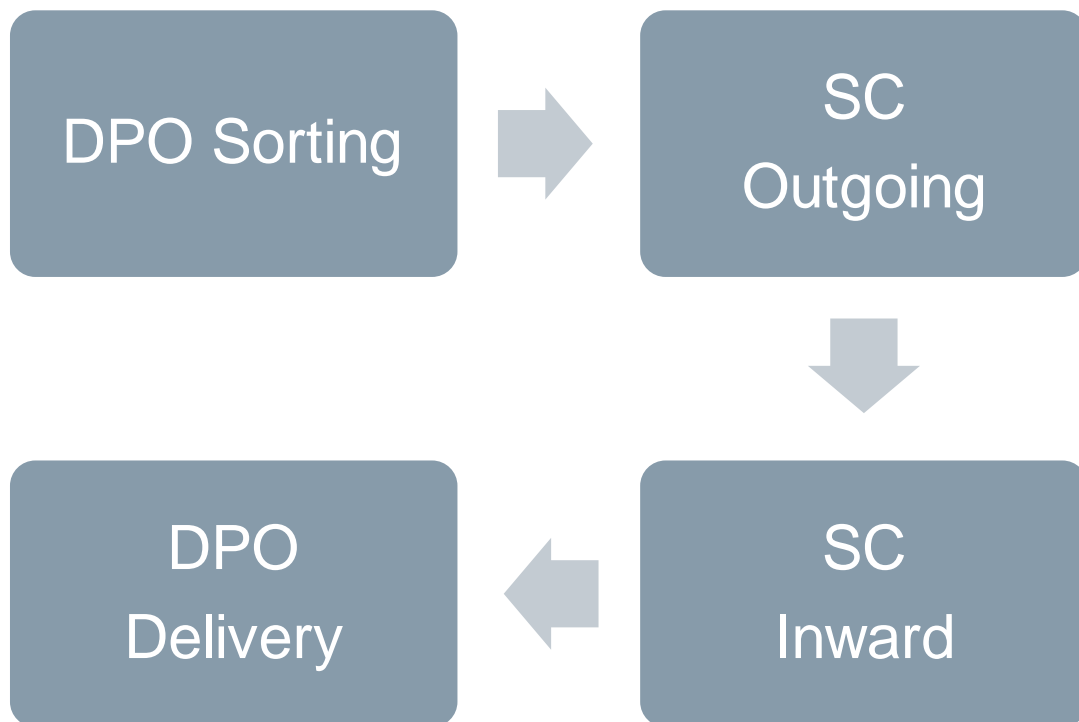 DPO Sorting
SC
Outgoing
SC
Inward
DPO
Delivery